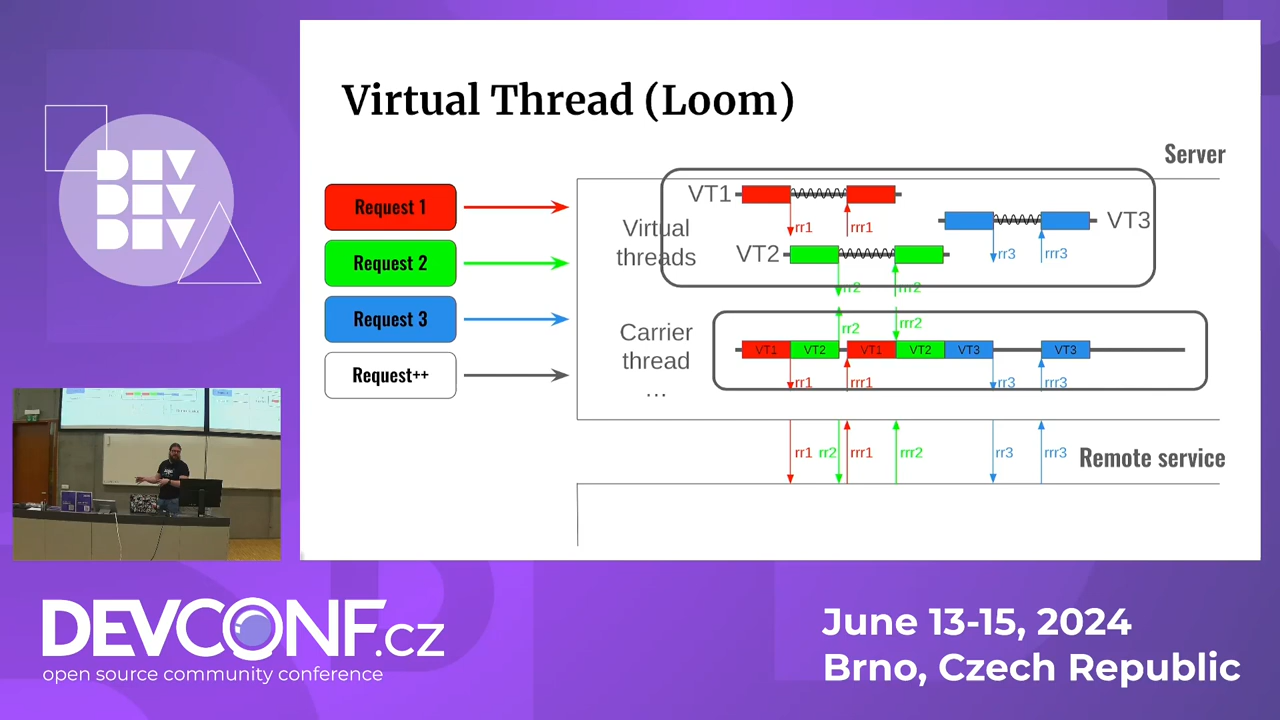 Virtual Thread (Loom)
Server
Request 1
Request 2
Request 3
Request++
Virtual
threads
VT1
rr1
rrr1
VT3
rr3
rrr3
VT2
rr2
rrr2
Carrier
thread
...
rr2
rrr2
VT1
VT2
VT1
VT2
VT3
VT3
rr1
rrr1
rr3
rrr3
rr1
rr2
rrr1
rrr2
rr3
rrr3
Remote service
DEV
DEV
DEV
DEVCONF.cz
open source community conference
June 13-15, 2024
Brno, Czech Republic